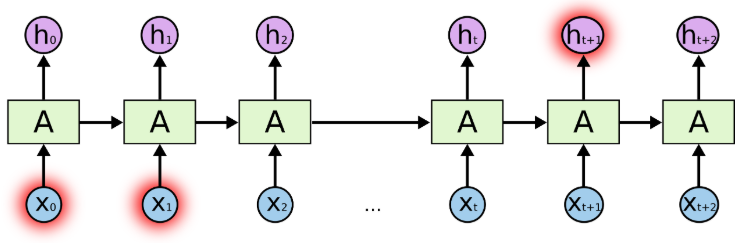 h₀ h₁ h₂ hₜ hₜ₊₁ hₜ₊₂
A A A A A A
x₀ x₁ x₂ ... xₜ xₜ₊₁ xₜ₊₂